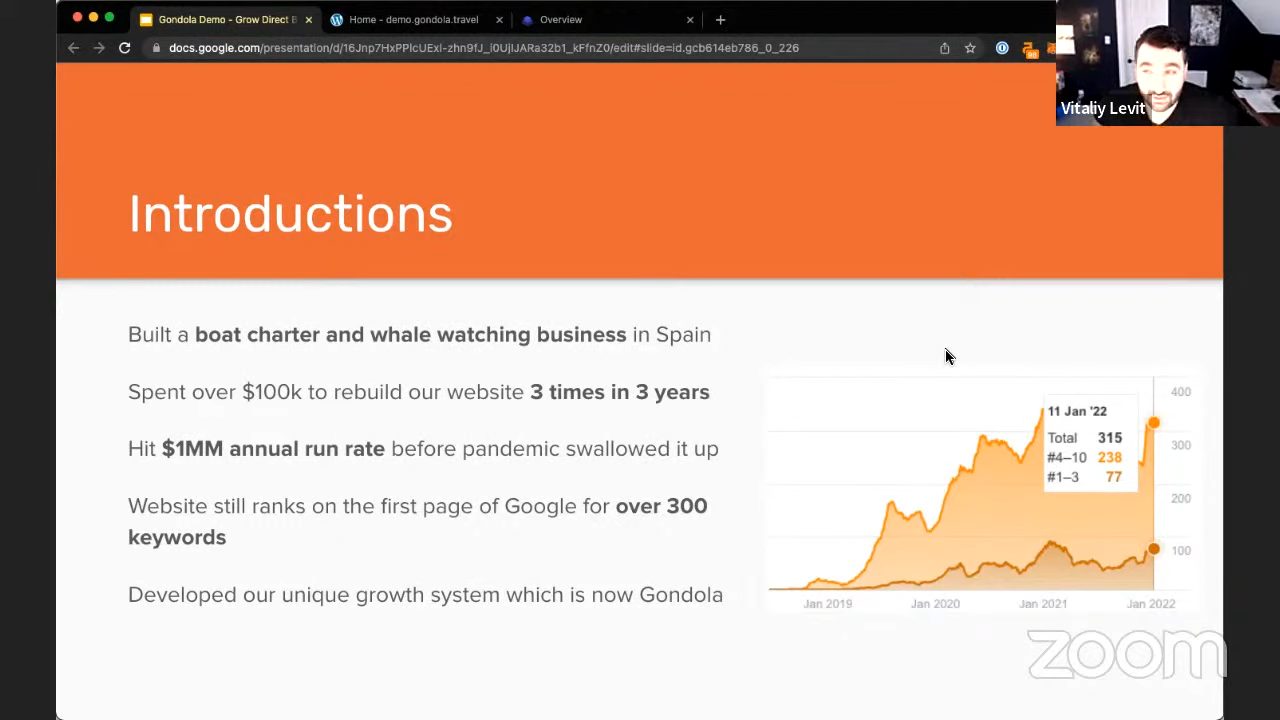 Gondola Demo - Grow Direct B
Home - demo.gondola.travel
Overview
docs.google.com/presentation/d/16Jnp7HxPPIcUExI-zhn9fJ_i0UjIJARa32b1_kFfnZ0/edit#slide=id.gcb614eb786_0_226
Vitaliy Levit
Introductions
Built a boat charter and whale watching business in Spain
Spent over $100k to rebuild our website 3 times in 3 years
Hit $1MM annual run rate before pandemic swallowed it up
Website still ranks on the first page of Google for over 300
keywords
Developed our unique growth system which is now Gondola
11 Jan '22
Total 315
#4–10 238
#1–3 77
400
300
200
100
Jan 2019 Jan 2020 Jan 2021 Jan 2022
zoom